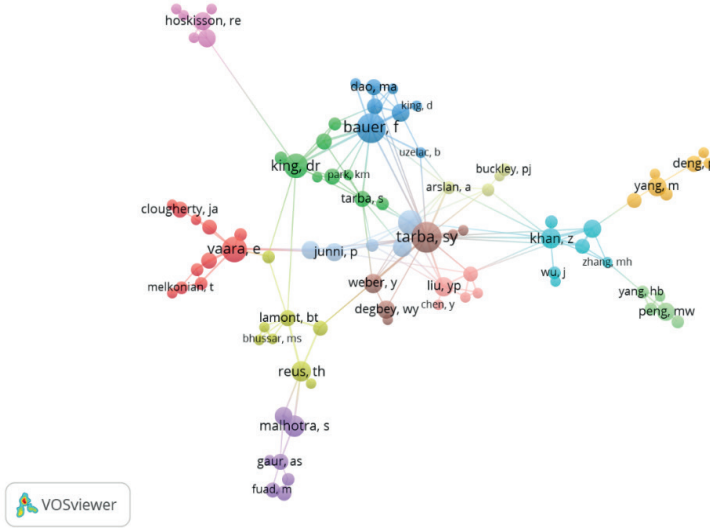 hoskisson, re
dao, ma
king, d
bauer, f
uzelac, b
king, dr
park, km
buckley, pj
arslan, a
deng, p
yang, m
tarba, s
clougherty, ja
tarba, sy
khan, z
vaara, e
junni, p
zhang, mh
wu, j
melkonian, t
weber, y
liu, yp
yang, hb
chen, y
degbey, wy
peng, mw
lamont, bt
bhussar, ms
reus, th
malhotra, s
gaur, as
fuad, m
VOSviewer